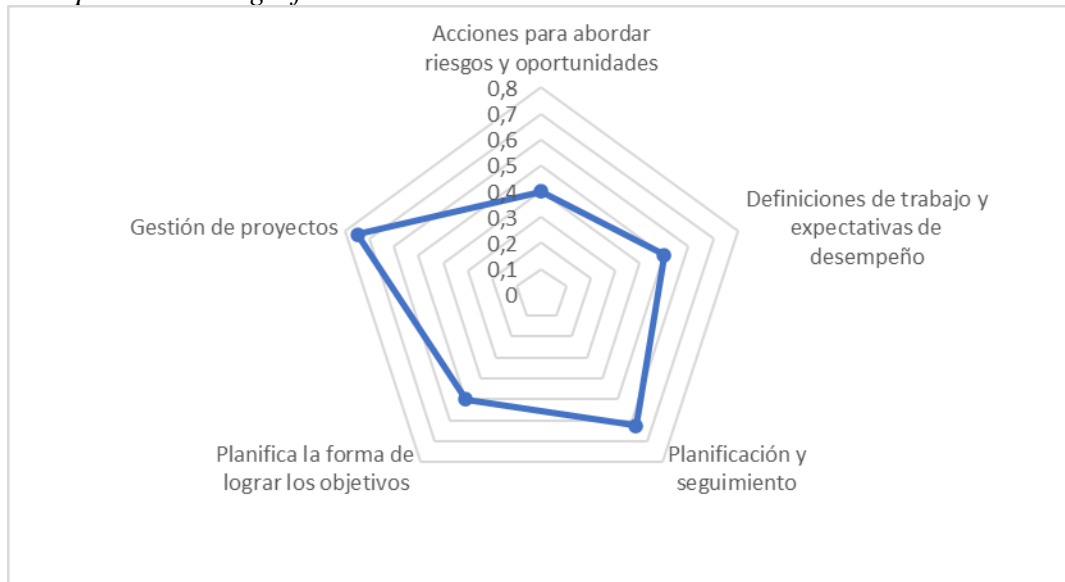 Acciones para abordar
riesgos y oportunidades
0,8
0,7
0,6
0,5
0,4
0,3
0,2
0,1
0
Definiciones de trabajo y
expectativas de
desempeño
Gestión de proyectos
Planifica la forma de
lograr los objetivos
Planificación y
seguimiento